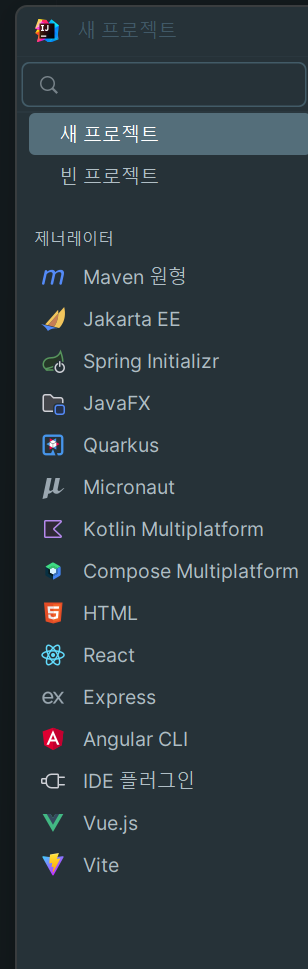 새 프로젝트
새 프로젝트
빈 프로젝트
제너레이터
Maven 원형
Jakarta EE
Spring Initializr
JavaFX
Quarkus
Micronaut
Kotlin Multiplatform
Compose Multiplatform
HTML
React
Express
Angular CLI
IDE 플러그인
Vue.js
Vite